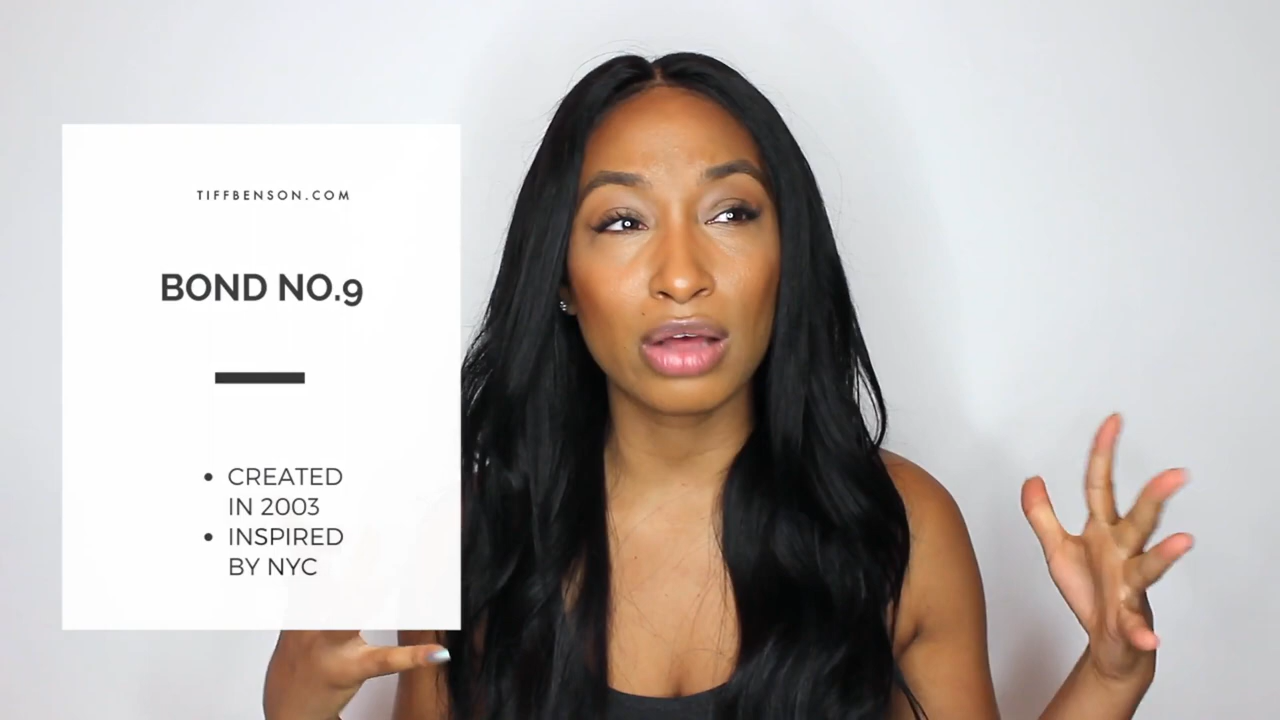 TIFFBENSON.COM
BOND NO.9
• CREATED
IN 2003
• INSPIRED
BY NYC